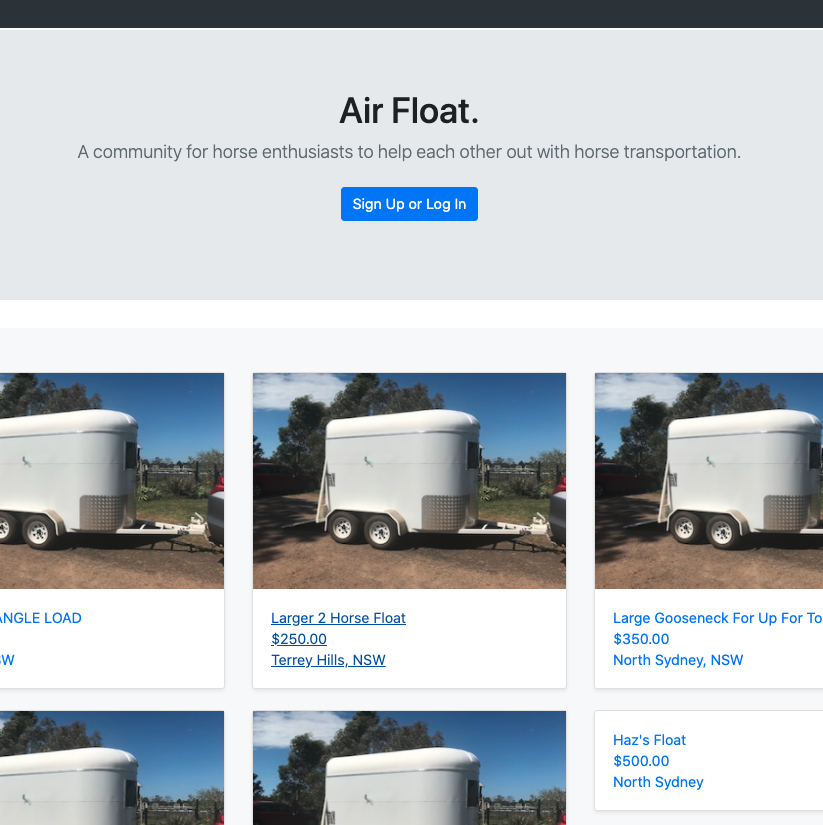 Air Float.
A community for horse enthusiasts to help each other out with horse transportation.
Sign Up or Log In
ANGLE LOAD
SW
Larger 2 Horse Float
$250.00
Terrey Hills, NSW
Large Gooseneck For Up For To
$350.00
North Sydney, NSW
Haz's Float
$500.00
North Sydney